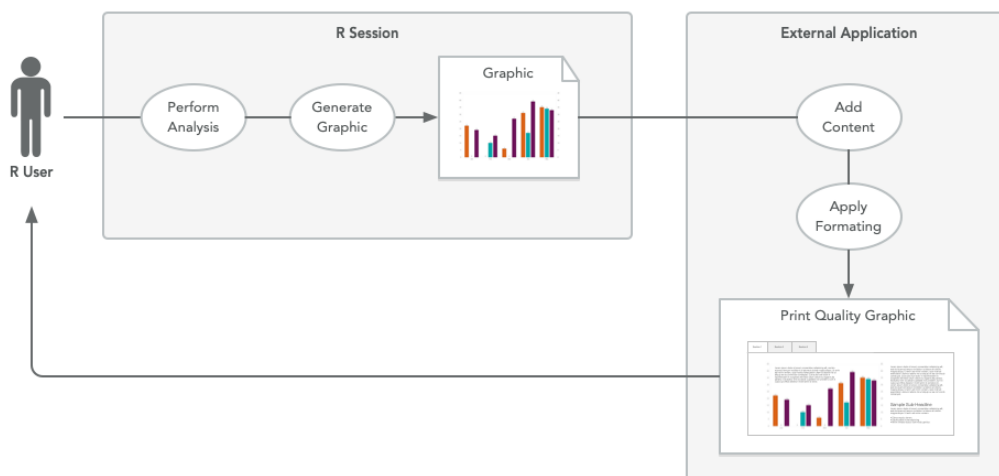 R Session
External Application
R User
Perform
Analysis
Generate
Graphic
Graphic
Add
Content
Apply
Formating
Print Quality Graphic
Sample Sub-Headline